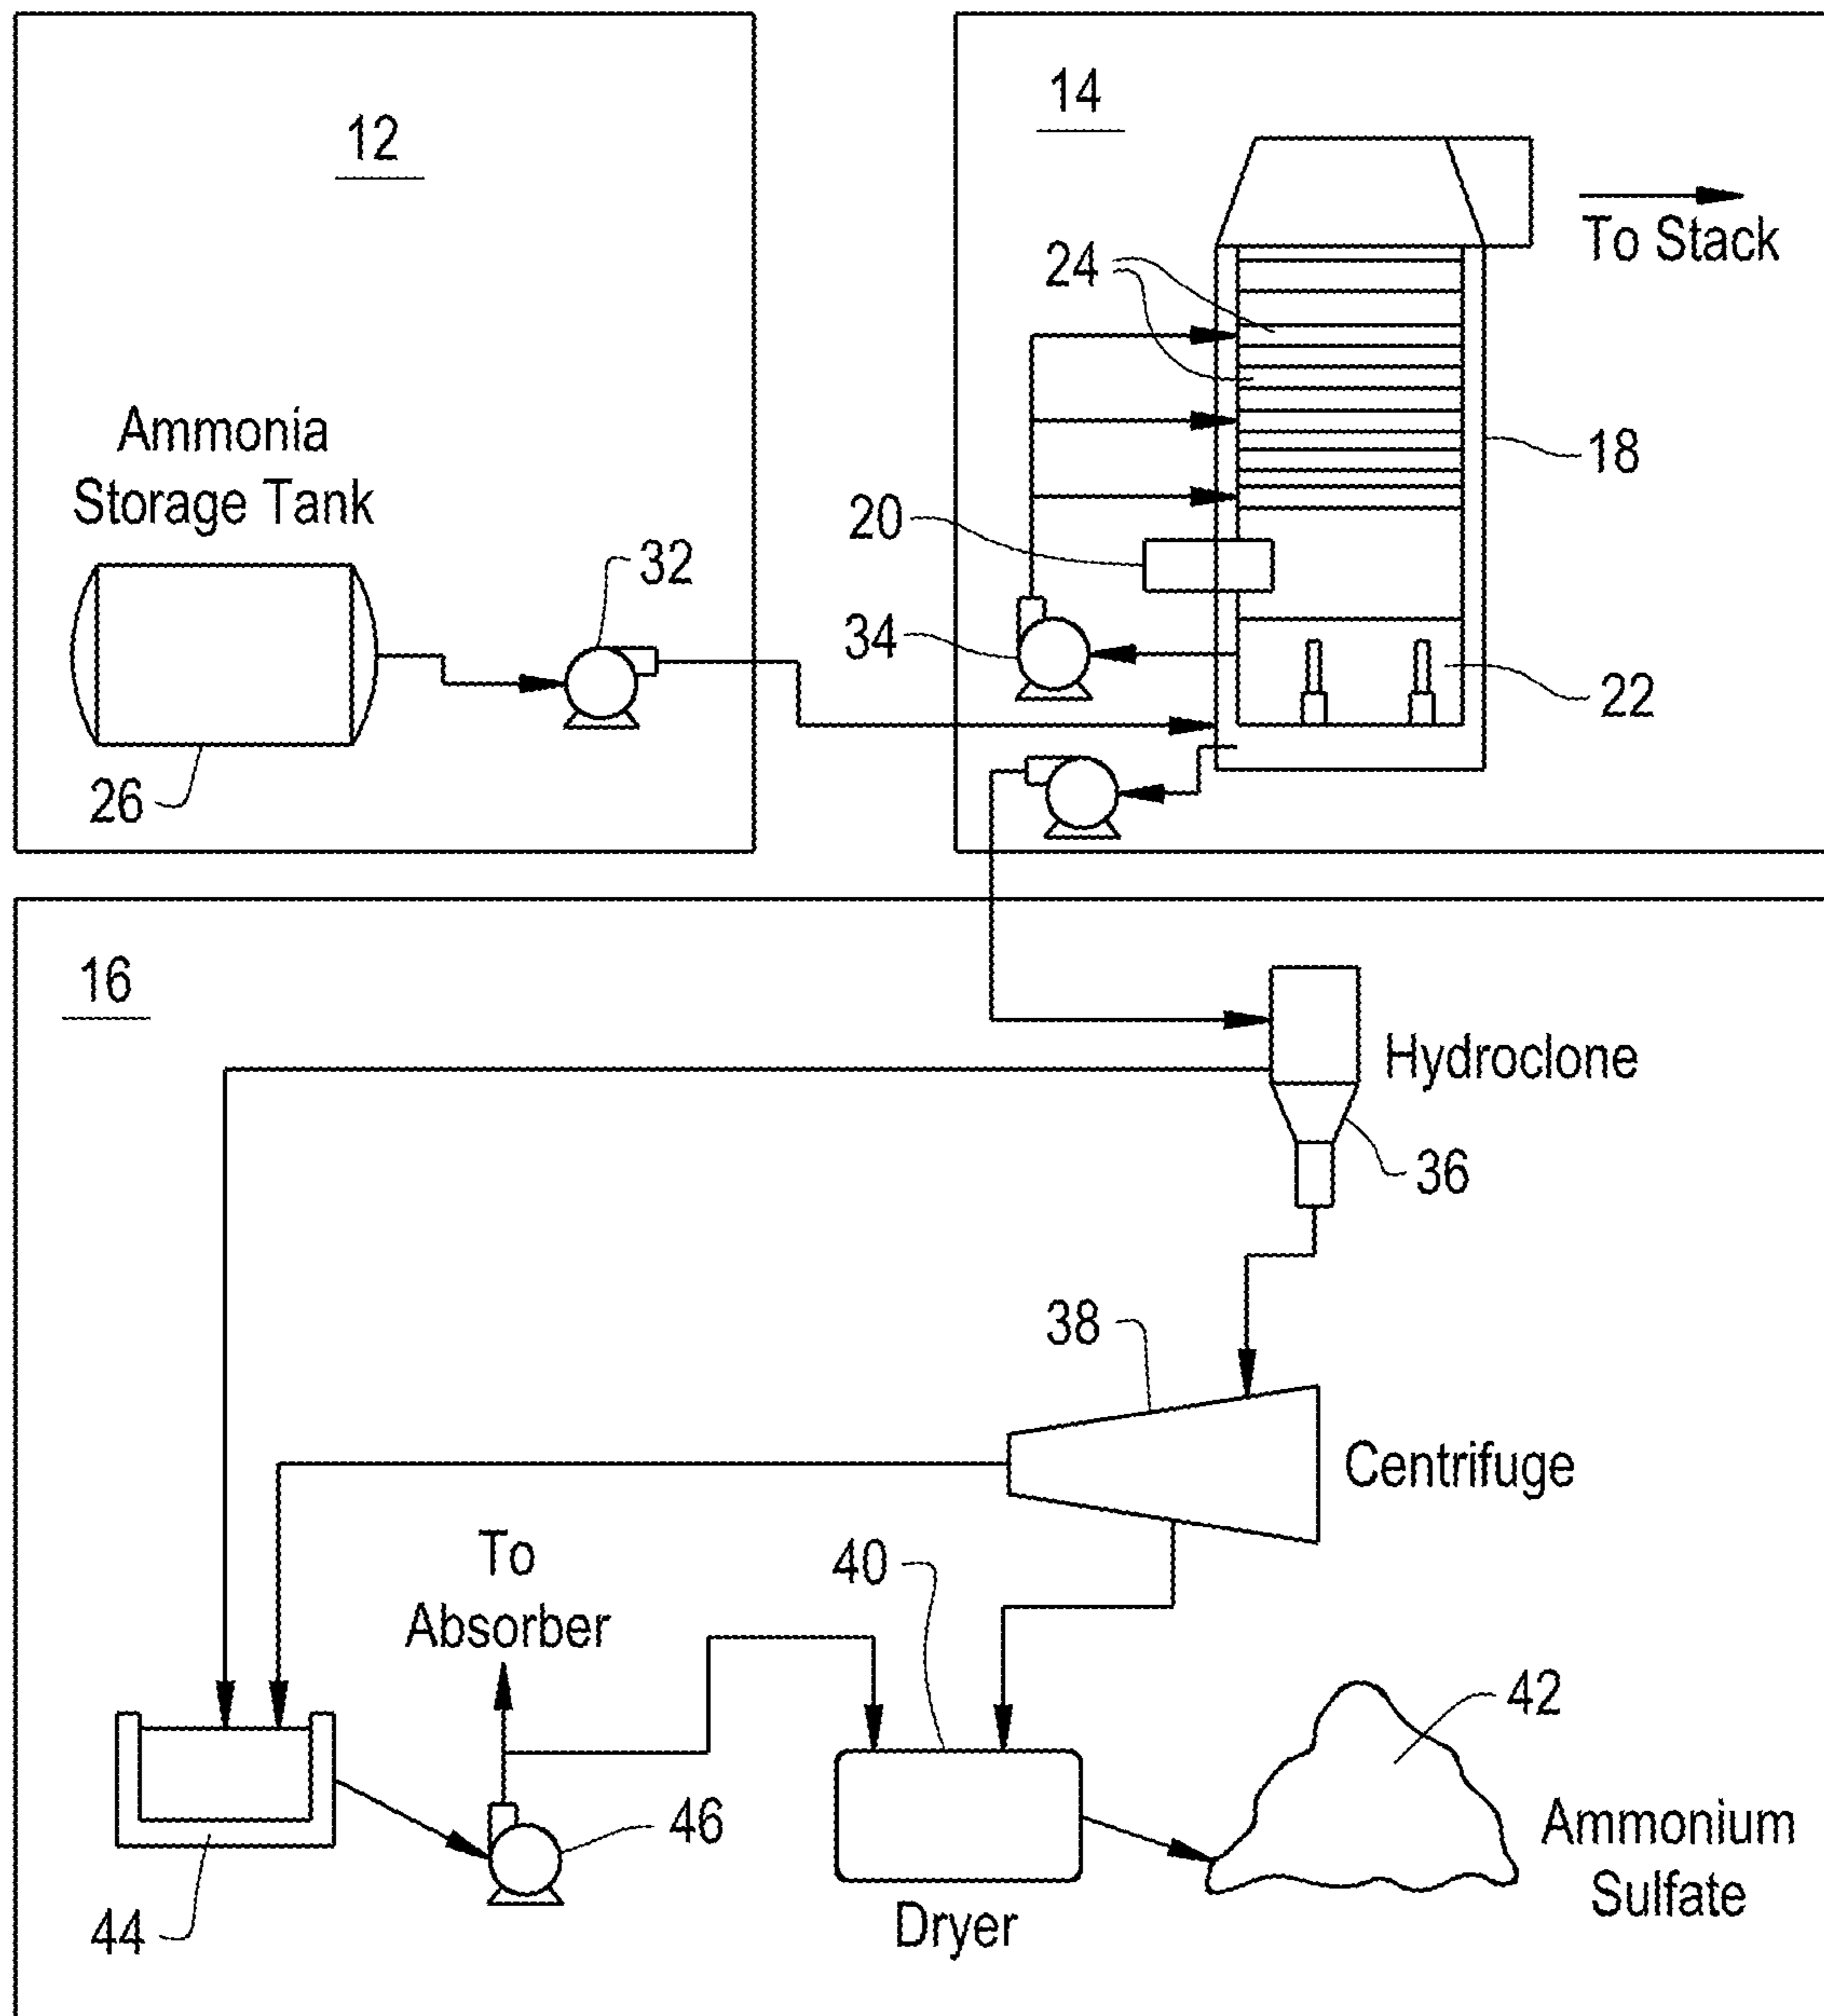 12
14
To Stack
24
Ammonia
Storage Tank
18
20
32
34
22
26
16
Hydroclone
36
38
Centrifuge
To
Absorber
40
42
46
Ammonium
Sulfate
44
Dryer